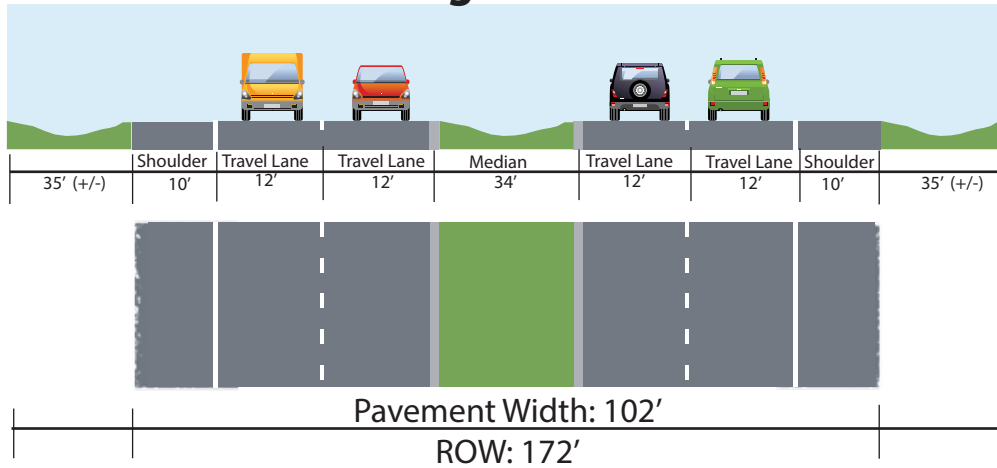 Shoulder Travel Lane Travel Lane Median Travel Lane Travel Lane Shoulder
35' (+/-) 10' 12' 12' 34' 12' 12' 10' 35' (+/-)
Pavement Width: 102'
ROW: 172'